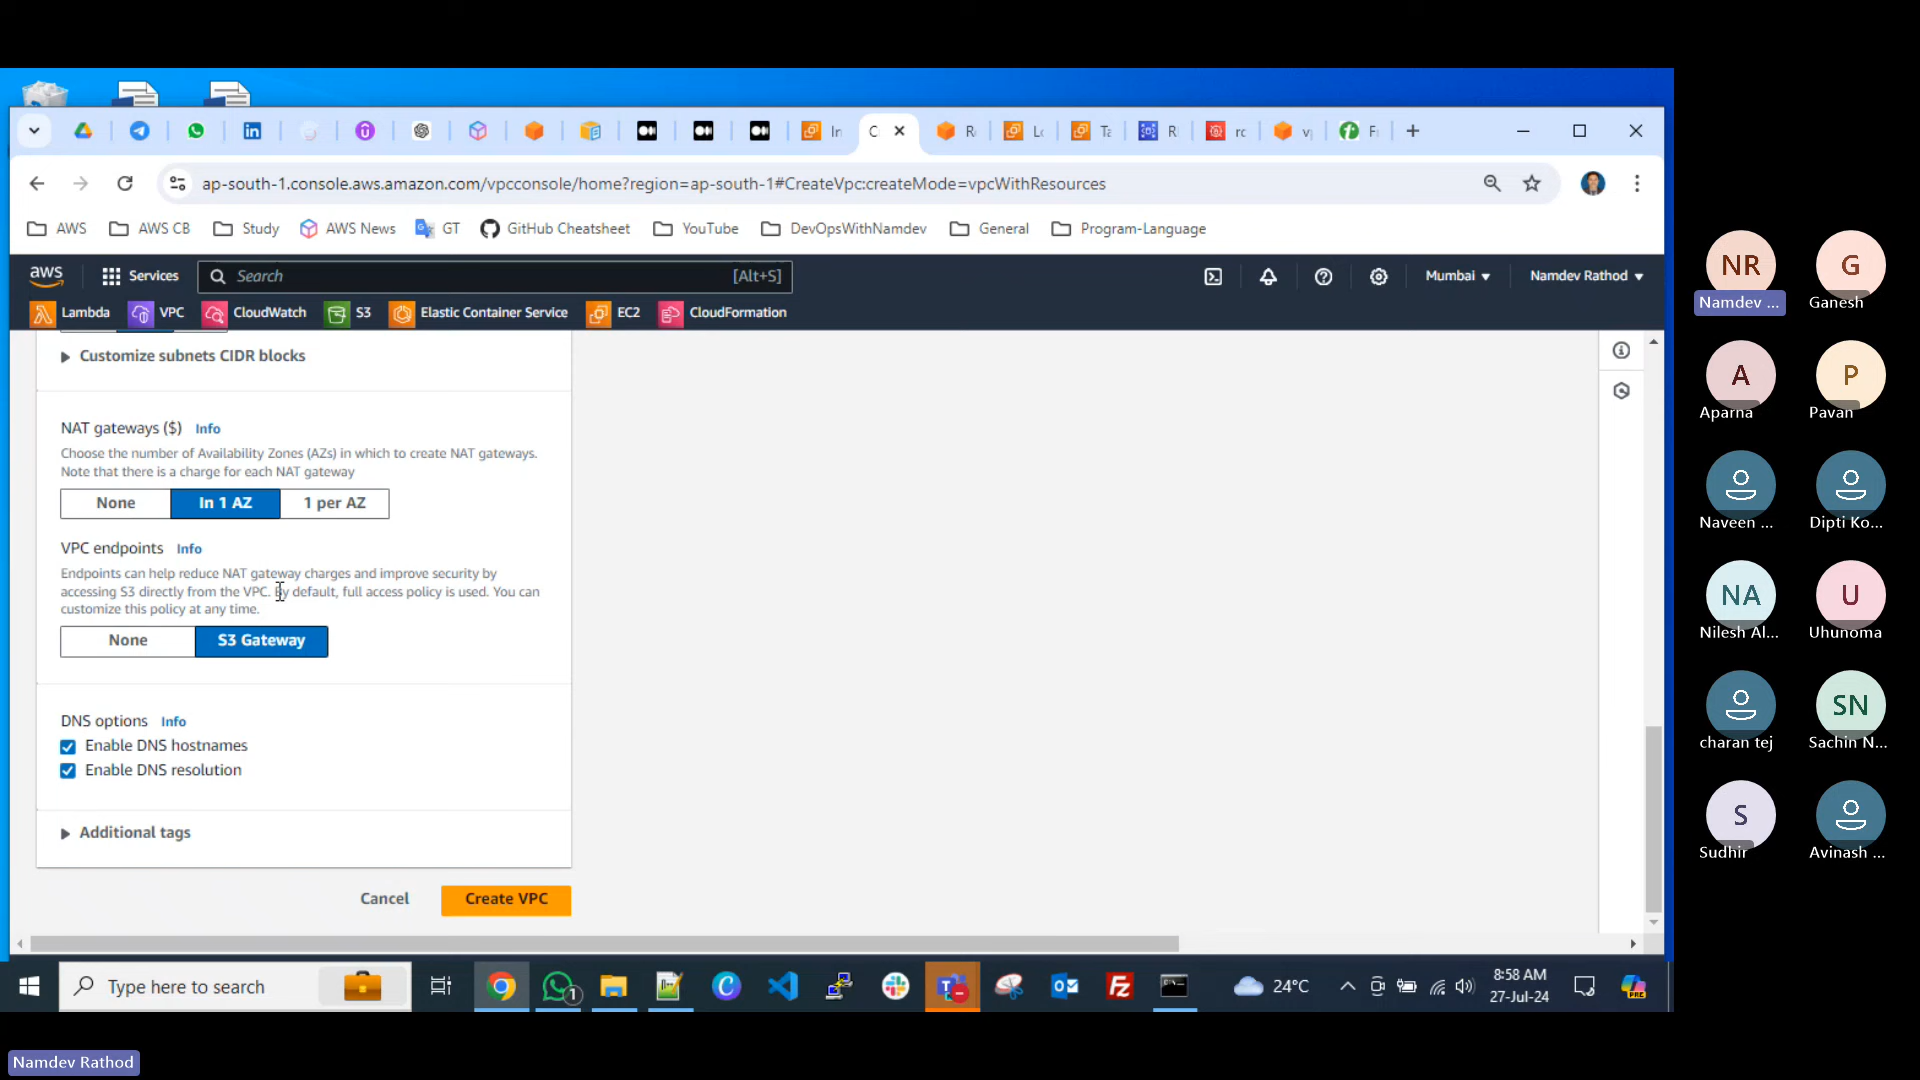 In
C
R
Lc
Ta
R
rc
v
F
ap-south-1.console.aws.amazon.com/vpcconsole/home?region=ap-south-1#CreateVpc:createMode=vpcWithResources
AWS
AWS CB
Study
AWS News
GT
GitHub Cheatsheet
YouTube
DevOpsWithNamdev
General
Program-Language
aws
Services
Search
[Alt+S]
Mumbai
Namdev Rathod
Lambda
VPC
CloudWatch
S3
Elastic Container Service
EC2
CloudFormation
Customize subnets CIDR blocks
NAT gateways ($) Info
Choose the number of Availability Zones (AZs) in which to create NAT gateways.
Note that there is a charge for each NAT gateway
None
In 1 AZ
1 per AZ
VPC endpoints Info
Endpoints can help reduce NAT gateway charges and improve security by
accessing S3 directly from the VPC. By default, full access policy is used. You can
customize this policy at any time.
None
S3 Gateway
DNS options Info
Enable DNS hostnames
Enable DNS resolution
Additional tags
Cancel
Create VPC
Type here to search
1
24°C
8:58 AM
27-Jul-24
PRE
NR
Namdev ...
G
Ganesh
A
Aparna
P
Pavan
Naveen ...
Dipti Ko...
NA
Nilesh Al...
U
Uhunoma
charan tej
SN
Sachin N...
S
Sudhir
Avinash ...
Namdev Rathod